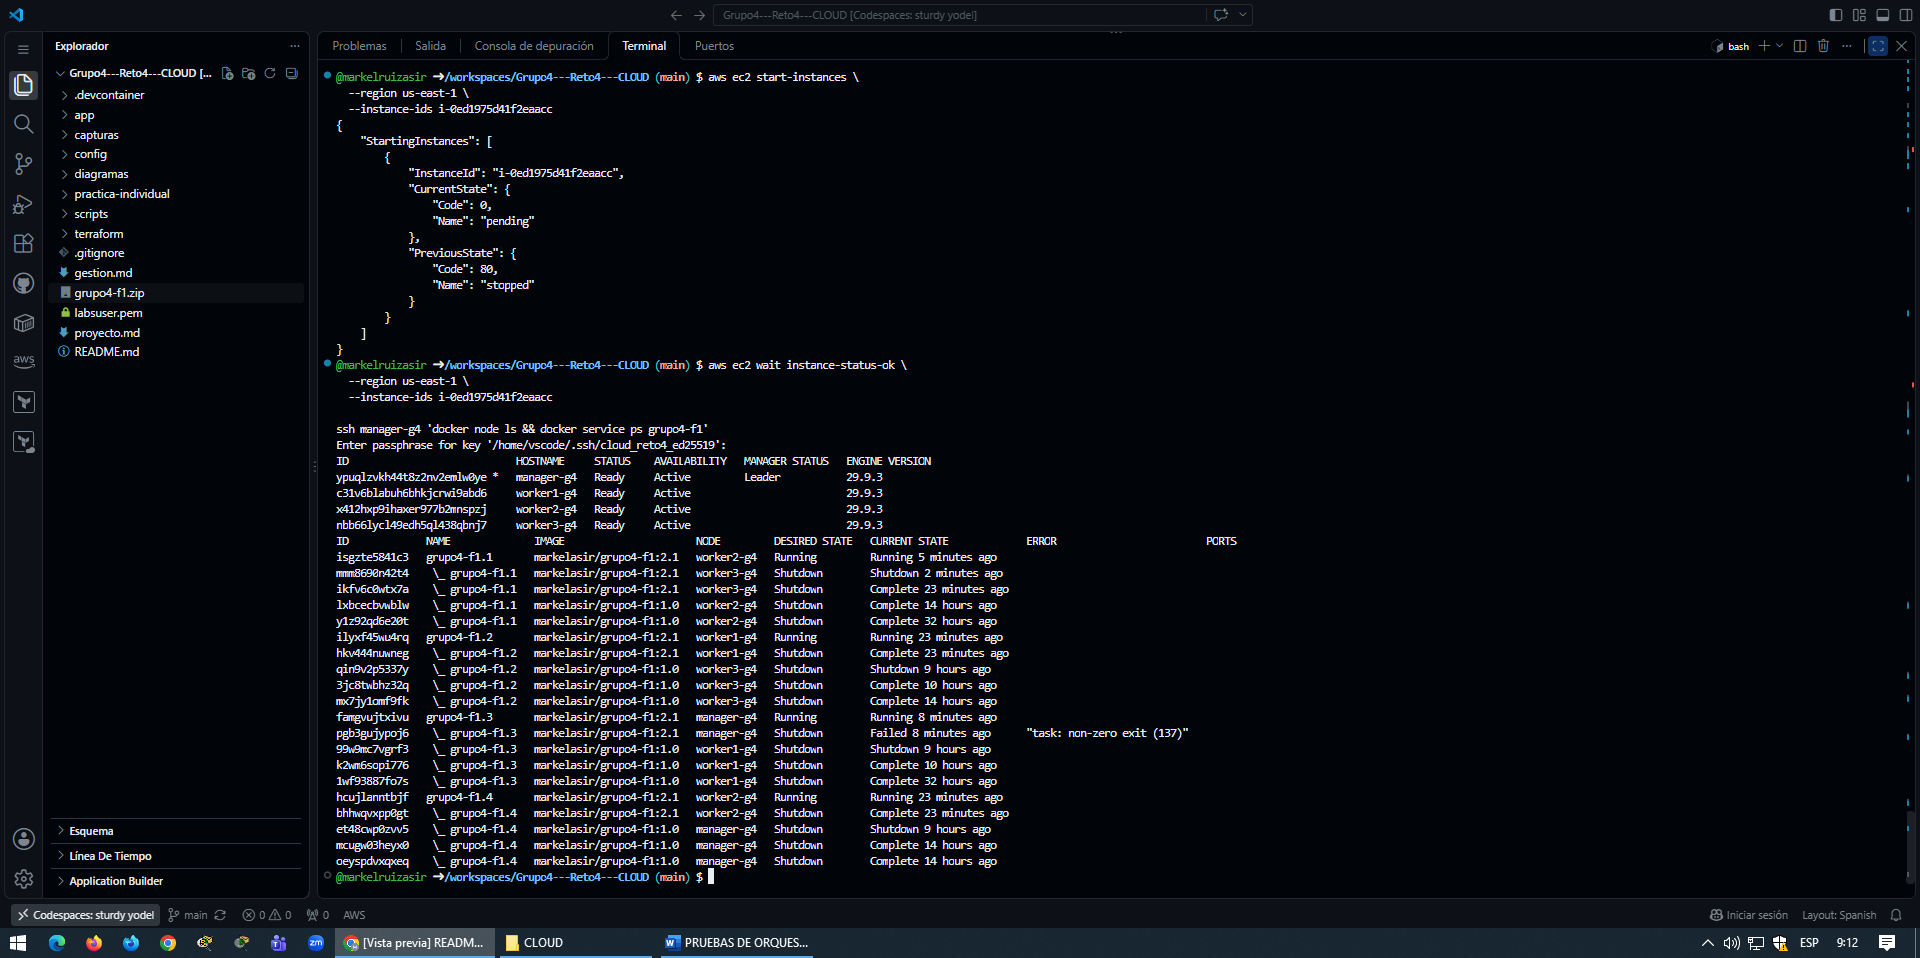 Grupo4---Reto4---CLOUD [Codespaces: sturdy yodel]
Explorador
Grupo4---Reto4---CLOUD [...
.devcontainer
app
capturas
config
diagramas
practica-individual
scripts
terraform
.gitignore
gestion.md
grupo4-f1.zip
labsuser.pem
proyecto.md
README.md
aws
Esquema
Línea De Tiempo
Application Builder
Problemas Salida Consola de depuración Terminal Puertos
bash
@markelruizasir ➜/workspaces/Grupo4---Reto4---CLOUD (main) $ aws ec2 start-instances \
--region us-east-1 \
--instance-ids i-0ed1975d41f2eaacc
{
"StartingInstances": [
{
"InstanceId": "i-0ed1975d41f2eaacc",
"CurrentState": {
"Code": 0,
"Name": "pending"
},
"PreviousState": {
"Code": 80,
"Name": "stopped"
}
}
]
}
@markelruizasir ➜/workspaces/Grupo4---Reto4---CLOUD (main) $ aws ec2 wait instance-status-ok \
--region us-east-1 \
--instance-ids i-0ed1975d41f2eaacc
ssh manager-g4 'docker node ls && docker service ps grupo4-f1'
Enter passphrase for key '/home/vscode/.ssh/cloud_reto4_ed25519':
ID HOSTNAME STATUS AVAILABILITY MANAGER STATUS ENGINE VERSION
ypuqlzvkh44t8z2nv2emlw0ye * manager-g4 Ready Active Leader 29.9.3
c31v6blabuh6bhkjcrwi9abd6 worker1-g4 Ready Active 29.9.3
x412hxp9ihaxer977b2mnspzj worker2-g4 Ready Active 29.9.3
nbb66lycl49edh5ql438qbnj7 worker3-g4 Ready Active 29.9.3
ID NAME IMAGE NODE DESIRED STATE CURRENT STATE ERROR PORTS
isgzte5841c3 grupo4-f1.1 markelasir/grupo4-f1:2.1 worker2-g4 Running Running 5 minutes ago
mmm8690n42t4 \_ grupo4-f1.1 markelasir/grupo4-f1:2.1 worker3-g4 Shutdown Shutdown 2 minutes ago
ikfv6c0wtx7a \_ grupo4-f1.1 markelasir/grupo4-f1:2.1 worker3-g4 Shutdown Complete 23 minutes ago
lxbcecbvwblw \_ grupo4-f1.1 markelasir/grupo4-f1:1.0 worker2-g4 Shutdown Complete 14 hours ago
y1z92qd6e20t \_ grupo4-f1.1 markelasir/grupo4-f1:1.0 worker2-g4 Shutdown Complete 32 hours ago
ilyxf45wu4rq grupo4-f1.2 markelasir/grupo4-f1:2.1 worker1-g4 Running Running 23 minutes ago
hkv444nuwneg \_ grupo4-f1.2 markelasir/grupo4-f1:2.1 worker1-g4 Shutdown Complete 23 minutes ago
qin9v2p5337y \_ grupo4-f1.2 markelasir/grupo4-f1:1.0 worker3-g4 Shutdown Shutdown 9 hours ago
3jc8twbhz32q \_ grupo4-f1.2 markelasir/grupo4-f1:1.0 worker3-g4 Shutdown Complete 10 hours ago
mx7jy1omf9fk \_ grupo4-f1.2 markelasir/grupo4-f1:1.0 worker3-g4 Shutdown Complete 14 hours ago
famgvujtxivu grupo4-f1.3 markelasir/grupo4-f1:2.1 manager-g4 Running Running 8 minutes ago
pgb3gujypoj6 \_ grupo4-f1.3 markelasir/grupo4-f1:2.1 manager-g4 Shutdown Failed 8 minutes ago "task: non-zero exit (137)"
99w9mc7vgrf3 \_ grupo4-f1.3 markelasir/grupo4-f1:1.0 worker1-g4 Shutdown Shutdown 9 hours ago
k2wm6sopi776 \_ grupo4-f1.3 markelasir/grupo4-f1:1.0 worker1-g4 Shutdown Complete 10 hours ago
1wf93887fo7s \_ grupo4-f1.3 markelasir/grupo4-f1:1.0 worker1-g4 Shutdown Complete 32 hours ago
hcujlanntbjf grupo4-f1.4 markelasir/grupo4-f1:2.1 worker2-g4 Running Running 23 minutes ago
bhhwqvxpp0gt \_ grupo4-f1.4 markelasir/grupo4-f1:2.1 worker2-g4 Shutdown Complete 23 minutes ago
et48cwp0zvv5 \_ grupo4-f1.4 markelasir/grupo4-f1:1.0 manager-g4 Shutdown Shutdown 9 hours ago
mcugw03heyx0 \_ grupo4-f1.4 markelasir/grupo4-f1:1.0 manager-g4 Shutdown Complete 14 hours ago
oeyspdvxqxeq \_ grupo4-f1.4 markelasir/grupo4-f1:1.0 manager-g4 Shutdown Complete 14 hours ago
@markelruizasir ➜/workspaces/Grupo4---Reto4---CLOUD (main) $
Codespaces: sturdy yodel main 0 0 0 AWS Iniciar sesión Layout: Spanish
zm [Vista previa] READM... CLOUD PRUEBAS DE ORQUES... ESP 9:12